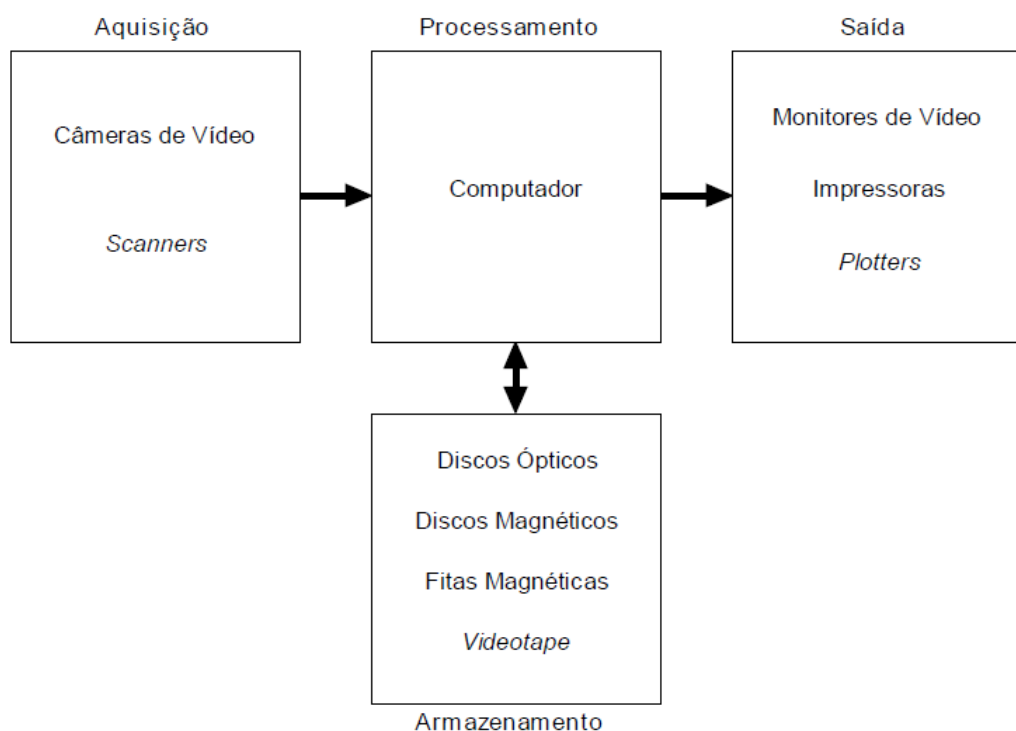 Aquisição
Câmeras de Vídeo
Scanners
Processamento
Computador
Saída
Monitores de Vídeo
Impressoras
Plotters
Discos Ópticos
Discos Magnéticos
Fitas Magnéticas
Videotape
Armazenamento